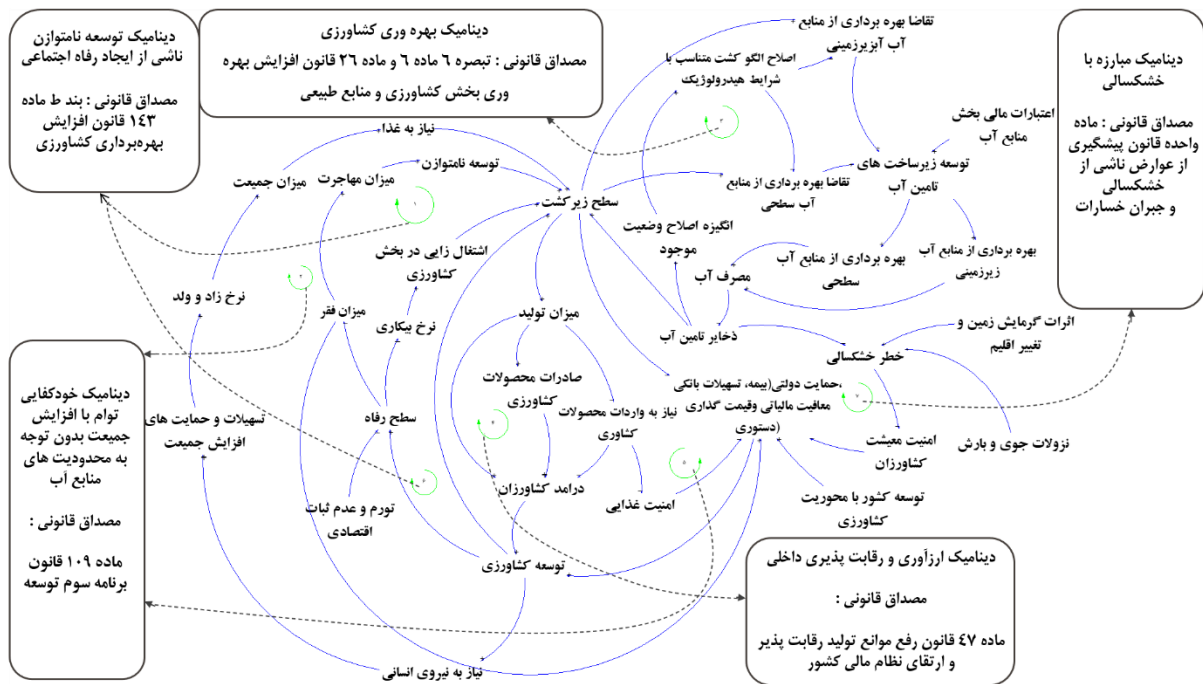 دینامیک توسعه نامتوازن
ناشی از ایجاد رفاه اجتماعی
مصداق قانونی : بند ط ماده
١٤٣ قانون افزایش
بهره‌برداری کشاورزی
دینامیک بهره وری کشاورزی
مصداق قانونی : تبصره ٦ ماده ٦ و ماده ٢٦ قانون افزایش بهره
وری بخش کشاورزی و منابع طبیعی
دینامیک مبارزه با
خشکسالی
مصداق قانونی : ماده
واحده قانون پیشگیری
از عوارض ناشی از
خشکسالی
و جبران خسارات
تقاضا بهره برداری از منابع
آب آبزیرزمینی
اصلاح الگو کشت متناسب با
شرایط هیدرولوژیک
اعتبارات مالی بخش
منابع آب
نیاز به غذا
توسعه نامتوازن
میزان مهاجرت
میزان جمیعت
توسعه زیرساخت های
تامین آب
تقاضا بهره برداری از منابع
آب سطحی
سطح زیرکشت
انگیزه اصلاح وضعیت
موجود
اشتغال زایی در بخش
کشاورزی
بهره برداری از منابع آب
زیرزمینی
بهره برداری از منابع آب
سطحی
مصرف آب
نرخ زاد و ولد
میزان فقر
نرخ بیکاری
میزان تولید
ذخایر تامین آب
اثرات گرمایش زمین و
تغییر اقلیم
خطر خشکسالی
دینامیک خودکفایی
توام با افزایش
جمیعت بدون توجه
به محدودیت های
منابع آب
مصداق قانونی :
ماده ١٠٩ قانون
برنامه سوم توسعه
صادرات محصولات
کشاورزی
حمایت دولتی(بیمه، تسهیلات بانکی،
معافیت مالیاتی وقیمت گذاری
دستوری)
نیاز به واردات محصولات
کشاوری
تسهیلات و حمایت های
افزایش جمیعت
سطح رفاه
امنیت معیشت
کشاورزان
نزولات جوی و بارش
درامد کشاورزان
امنیت غذایی
توسعه کشور با محوریت
کشاورزی
تورم و عدم ثبات
اقتصادی
توسعه کشاورزی
دینامیک ارزآوری و رقابت پذیری داخلی
مصداق قانونی :
ماده ٤٧ قانون رفع موانع تولید رقابت پذیر
و ارتقای نظام مالی کشور
نیاز به نیروی انسانی